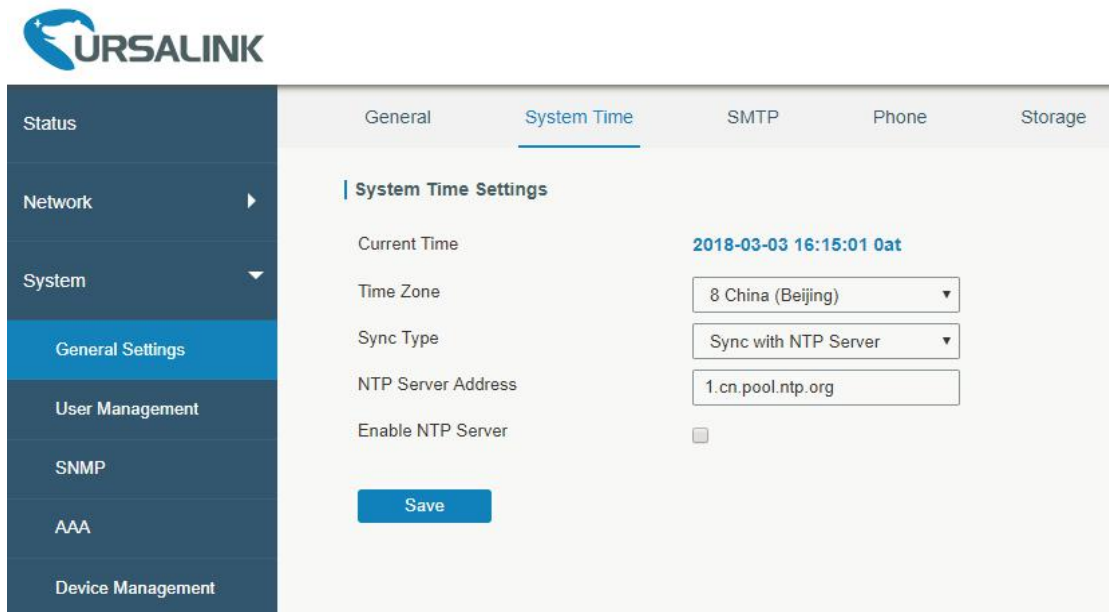 URSALINK
Status
Network
System
General Settings
User Management
SNMP
AAA
Device Management
General System Time SMTP Phone Storage
System Time Settings
Current Time 2018-03-03 16:15:01 0at
Time Zone 8 China (Beijing)
Sync Type Sync with NTP Server
NTP Server Address 1.cn.pool.ntp.org
Enable NTP Server
Save